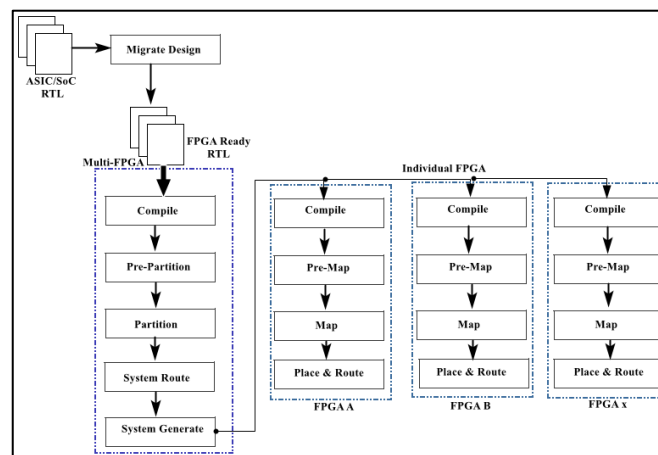 Migrate Design
ASIC/SoC
RTL
FPGA Ready
RTL
Multi-FPGA
Compile
Pre-Partition
Partition
System Route
System Generate
Individual FPGA
Compile
Pre-Map
Map
Place & Route
FPGA A
Compile
Pre-Map
Map
Place & Route
FPGA B
Compile
Pre-Map
Map
Place & Route
FPGA x